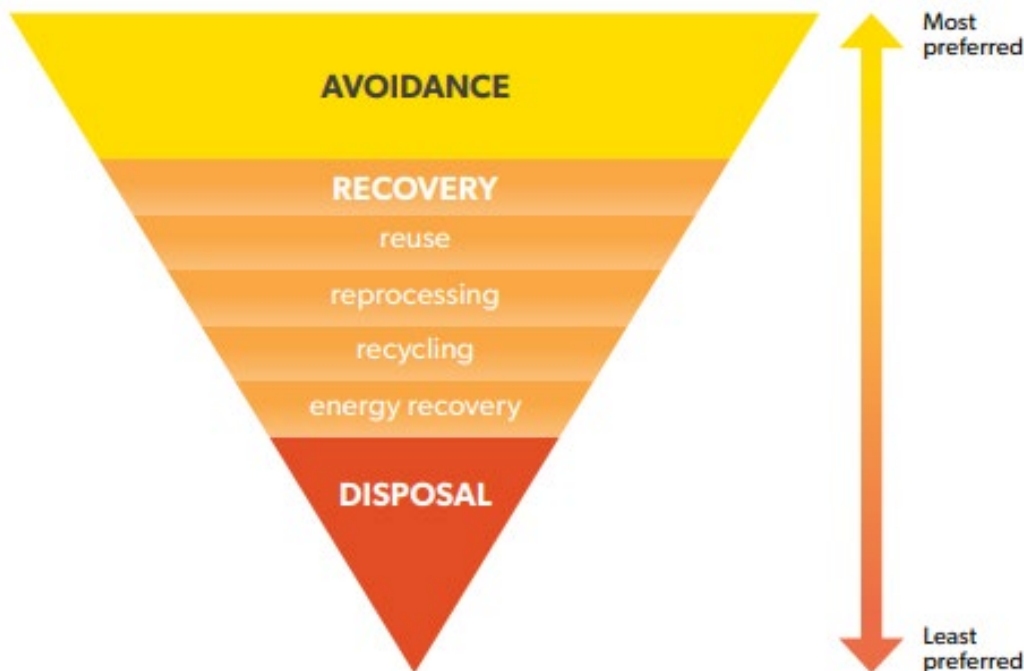 Most
preferred
AVOIDANCE
RECOVERY
reuse
reprocessing
recycling
energy recovery
DISPOSAL
Least
preferred